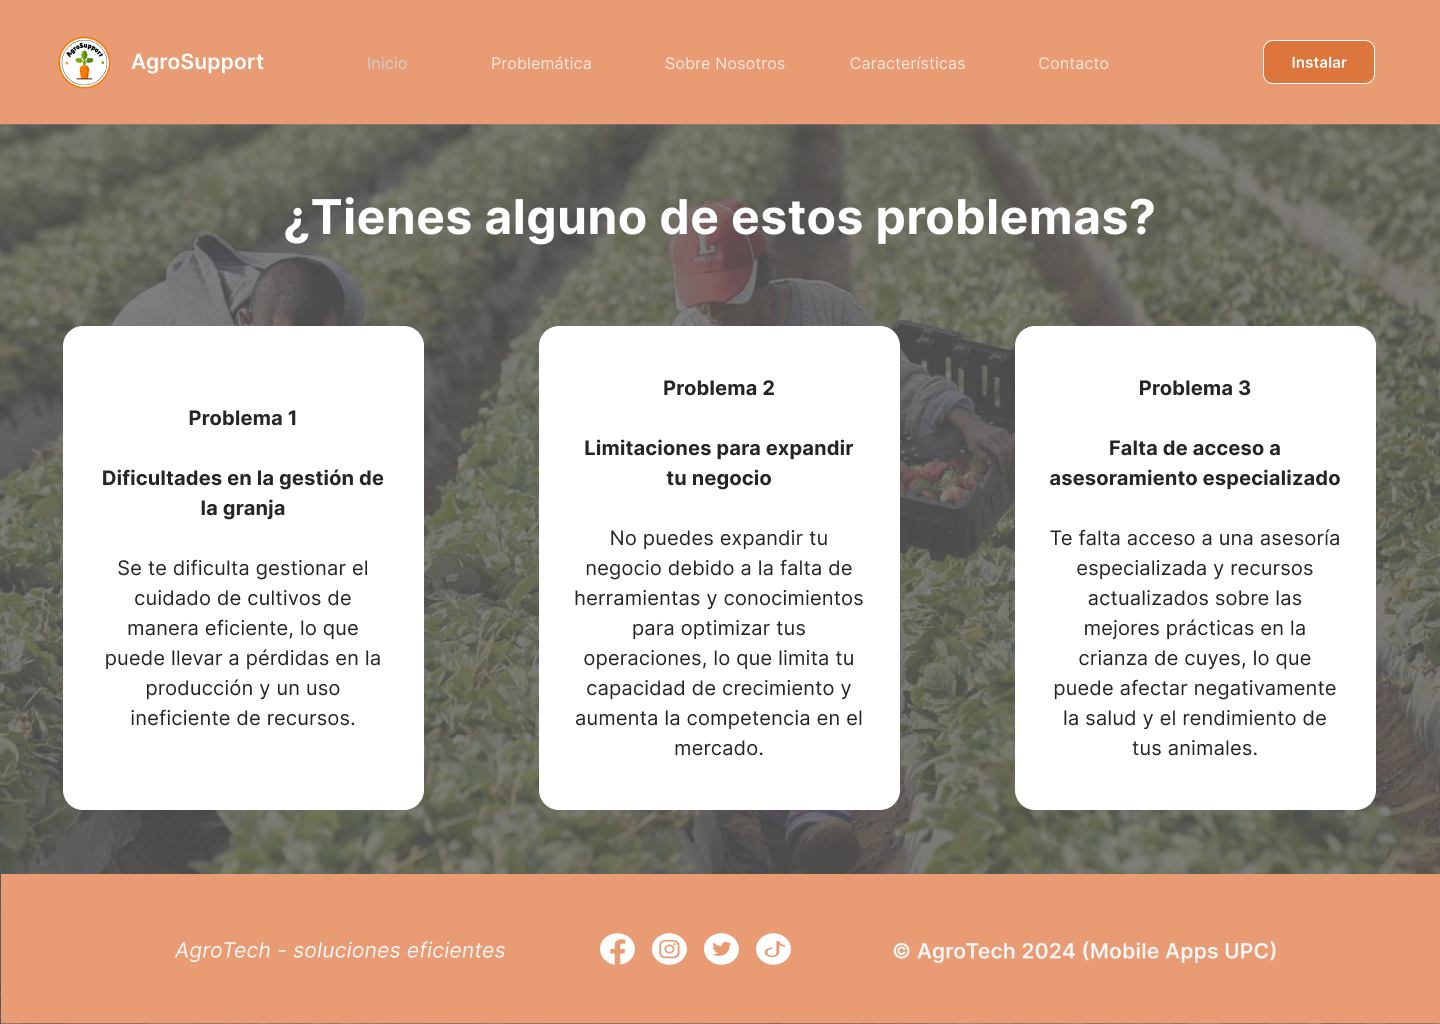 AgroSupport
AgroSupport
Inicio
Problemática
Sobre Nosotros
Características
Contacto
Instalar
¿Tienes alguno de estos problemas?
L
Problema 1
Dificultades en la gestión de
la granja
Se te dificulta gestionar el
cuidado de cultivos de
manera eficiente, lo que
puede llevar a pérdidas en la
producción y un uso
ineficiente de recursos.
Problema 2
Limitaciones para expandir
tu negocio
No puedes expandir tu
negocio debido a la falta de
herramientas y conocimientos
para optimizar tus
operaciones, lo que limita tu
capacidad de crecimiento y
aumenta la competencia en el
mercado.
Problema 3
Falta de acceso a
asesoramiento especializado
Te falta acceso a una asesoría
especializada y recursos
actualizados sobre las
mejores prácticas en la
crianza de cuyes, lo que
puede afectar negativamente
la salud y el rendimiento de
tus animales.
AgroTech - soluciones eficientes
© AgroTech 2024 (Mobile Apps UPC)